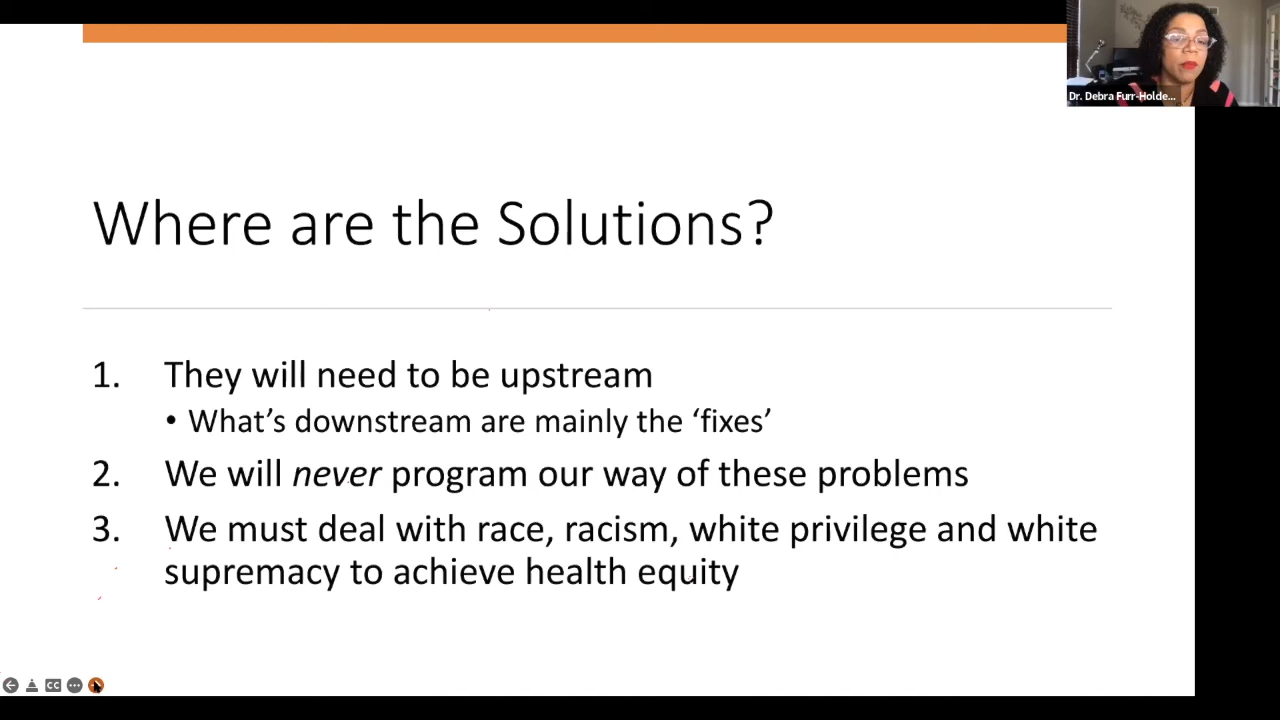 Dr. Debra Furr-Holde...
Where are the Solutions?
1. They will need to be upstream
• What's downstream are mainly the ‘fixes’
2. We will never program our way of these problems
3. We must deal with race, racism, white privilege and white
supremacy to achieve health equity
CC